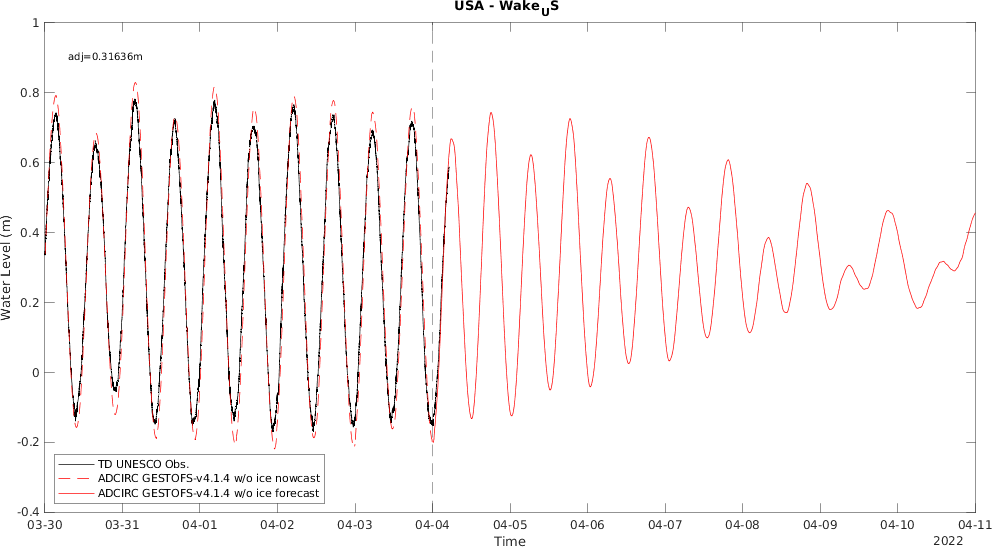 USA - Wake_US
adj=0.31636m
1
0.8
0.6
0.4
0.2
0
-0.2
-0.4
Water Level (m)
TD UNESCO Obs.
ADCIRC GESTOFS-v4.1.4 w/o ice nowcast
ADCIRC GESTOFS-v4.1.4 w/o ice forecast
03-30 03-31 04-01 04-02 04-03 04-04 04-05 04-06 04-07 04-08 04-09 04-10 04-11
Time
2022